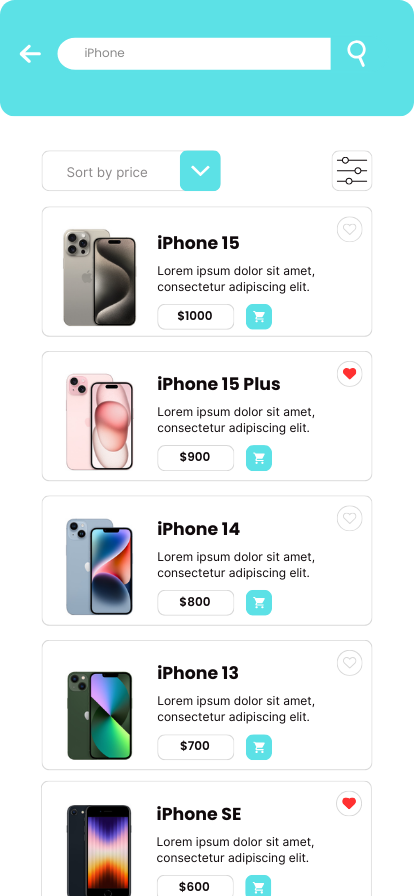 iPhone
Sort by price
iPhone 15
Lorem ipsum dolor sit amet,
consectetur adipiscing elit.
$1000
iPhone 15 Plus
Lorem ipsum dolor sit amet,
consectetur adipiscing elit.
$900
iPhone 14
Lorem ipsum dolor sit amet,
consectetur adipiscing elit.
$800
iPhone 13
Lorem ipsum dolor sit amet,
consectetur adipiscing elit.
$700
iPhone SE
Lorem ipsum dolor sit amet,
consectetur adipiscing elit.
$600